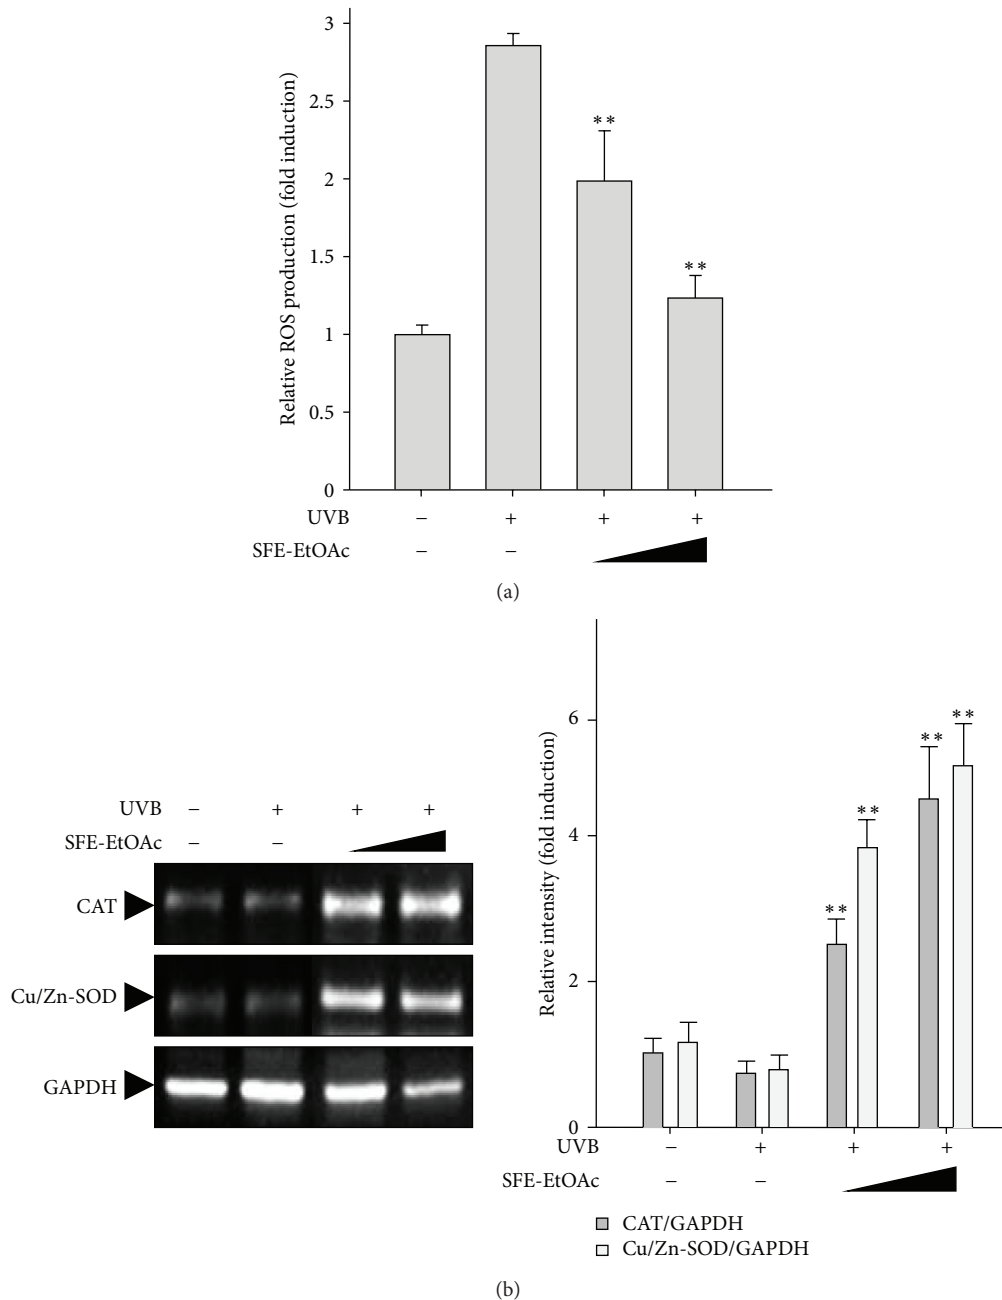 3
2.5
2
1.5
1
0.5
0
Relative ROS production (fold induction)
**
**
UVB − + + +
SFE-EtOAc − −
(a)
UVB − + + +
SFE-EtOAc − −
CAT
Cu/Zn-SOD
GAPDH
6
4
2
0
Relative intensity (fold induction)
**
**
**
**
UVB − + + +
SFE-EtOAc − −
CAT/GAPDH
Cu/Zn-SOD/GAPDH
(b)